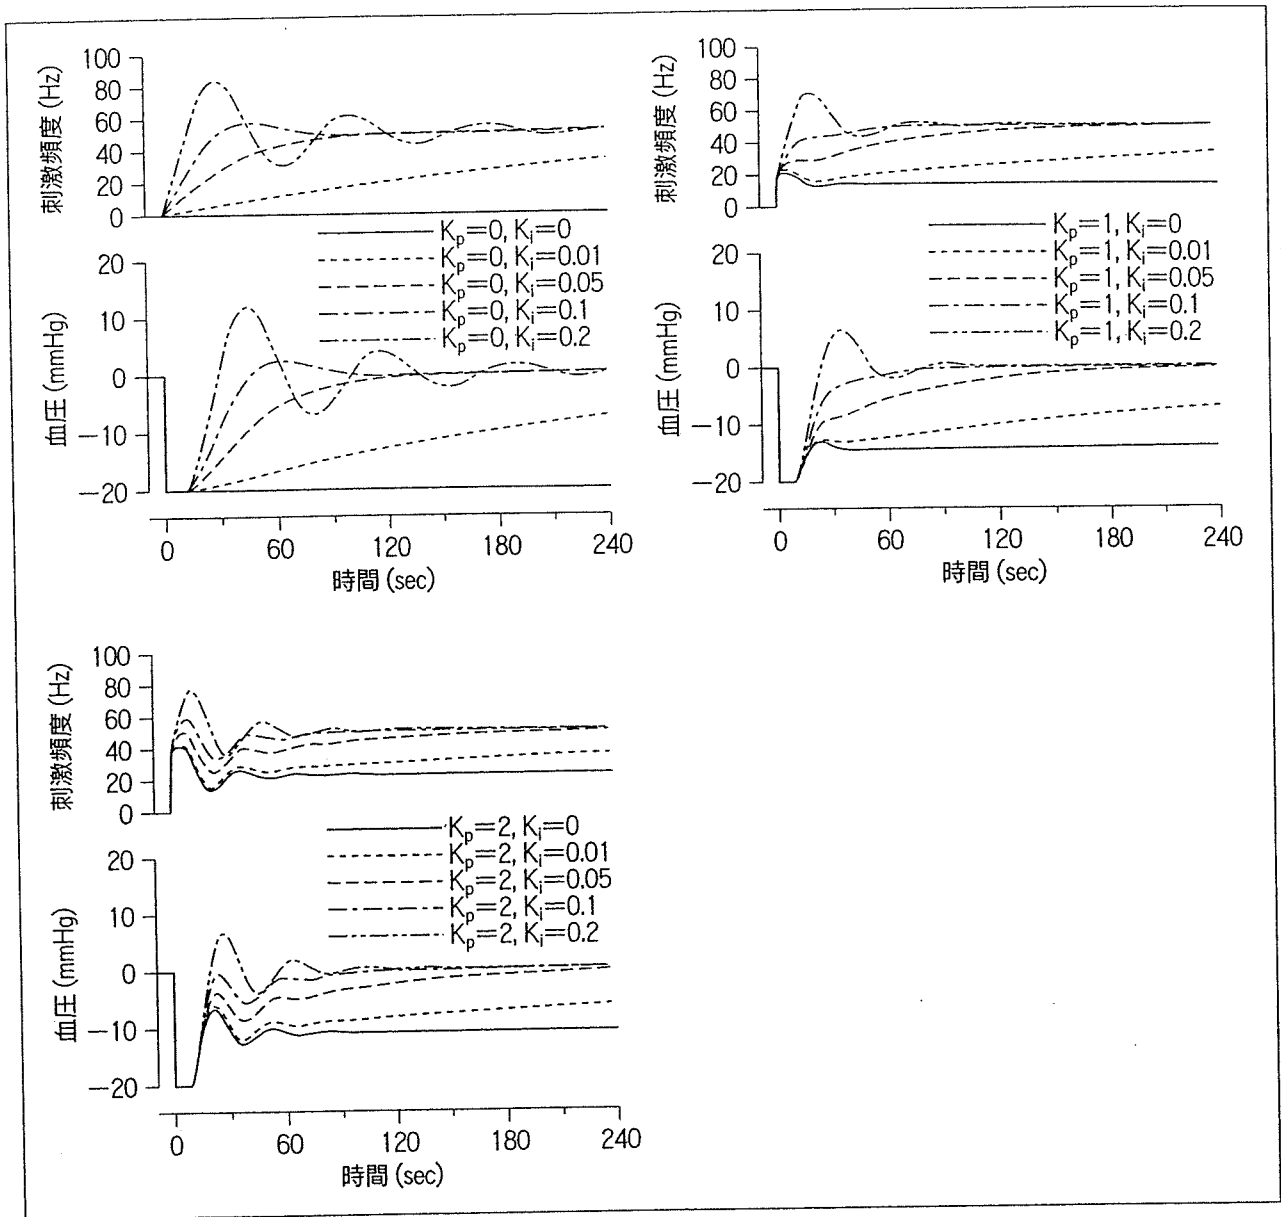 刺激頻度 (Hz)
100
80
60
40
20
0
Kp=0, Ki=0
Kp=0, Ki=0.01
Kp=0, Ki=0.05
Kp=0, Ki=0.1
Kp=0, Ki=0.2
血圧 (mmHg)
20
10
0
−10
−20
0
60
120
180
240
時間 (sec)
刺激頻度 (Hz)
100
80
60
40
20
0
Kp=1, Ki=0
Kp=1, Ki=0.01
Kp=1, Ki=0.05
Kp=1, Ki=0.1
Kp=1, Ki=0.2
血圧 (mmHg)
20
10
0
−10
−20
0
60
120
180
240
時間 (sec)
刺激頻度 (Hz)
100
80
60
40
20
0
Kp=2, Ki=0
Kp=2, Ki=0.01
Kp=2, Ki=0.05
Kp=2, Ki=0.1
Kp=2, Ki=0.2
血圧 (mmHg)
20
10
0
−10
−20
0
60
120
180
240
時間 (sec)